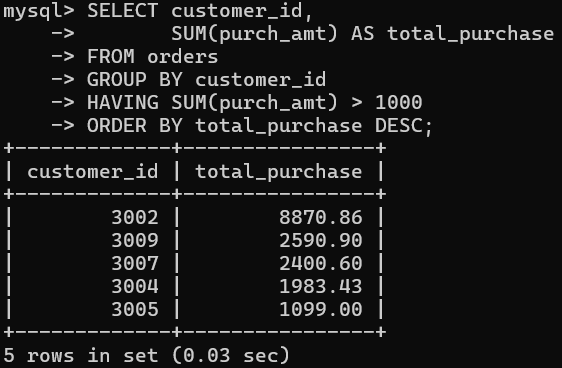 mysql> SELECT customer_id,
    ->        SUM(purch_amt) AS total_purchase
    -> FROM orders
    -> GROUP BY customer_id
    -> HAVING SUM(purch_amt) > 1000
    -> ORDER BY total_purchase DESC;
+-------------+----------------+
| customer_id | total_purchase |
+-------------+----------------+
|        3002 |        8870.86 |
|        3009 |        2590.90 |
|        3007 |        2400.60 |
|        3004 |        1983.43 |
|        3005 |        1099.00 |
+-------------+----------------+
5 rows in set (0.03 sec)